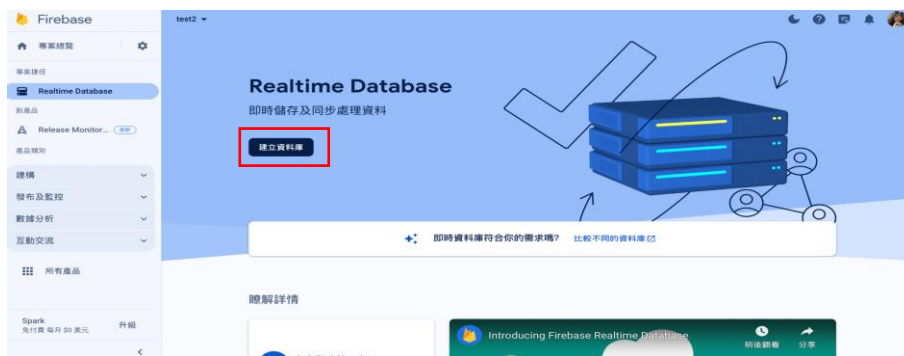 Firebase
test2
專案總覽
專案捷徑
Realtime Database
新產品
Release Monitor...
產品類別
建構
發布及監控
數據分析
互動交流
所有產品
Spark
免付費 每月 $0 美元
升級
Realtime Database
即時儲存及同步處理資料
建立資料庫
即時資料庫符合你的需求嗎? 比較不同的資料庫
瞭解詳情
Introducing Firebase Realtime Database
稍後觀看
分享